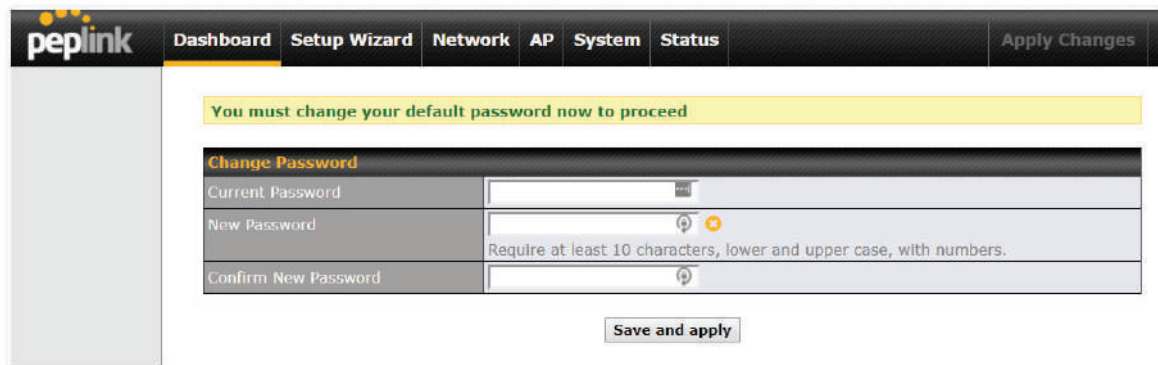 peplink Dashboard Setup Wizard Network AP System Status Apply Changes
You must change your default password now to proceed
Change Password
Current Password
New Password
Require at least 10 characters, lower and upper case, with numbers.
Confirm New Password
Save and apply